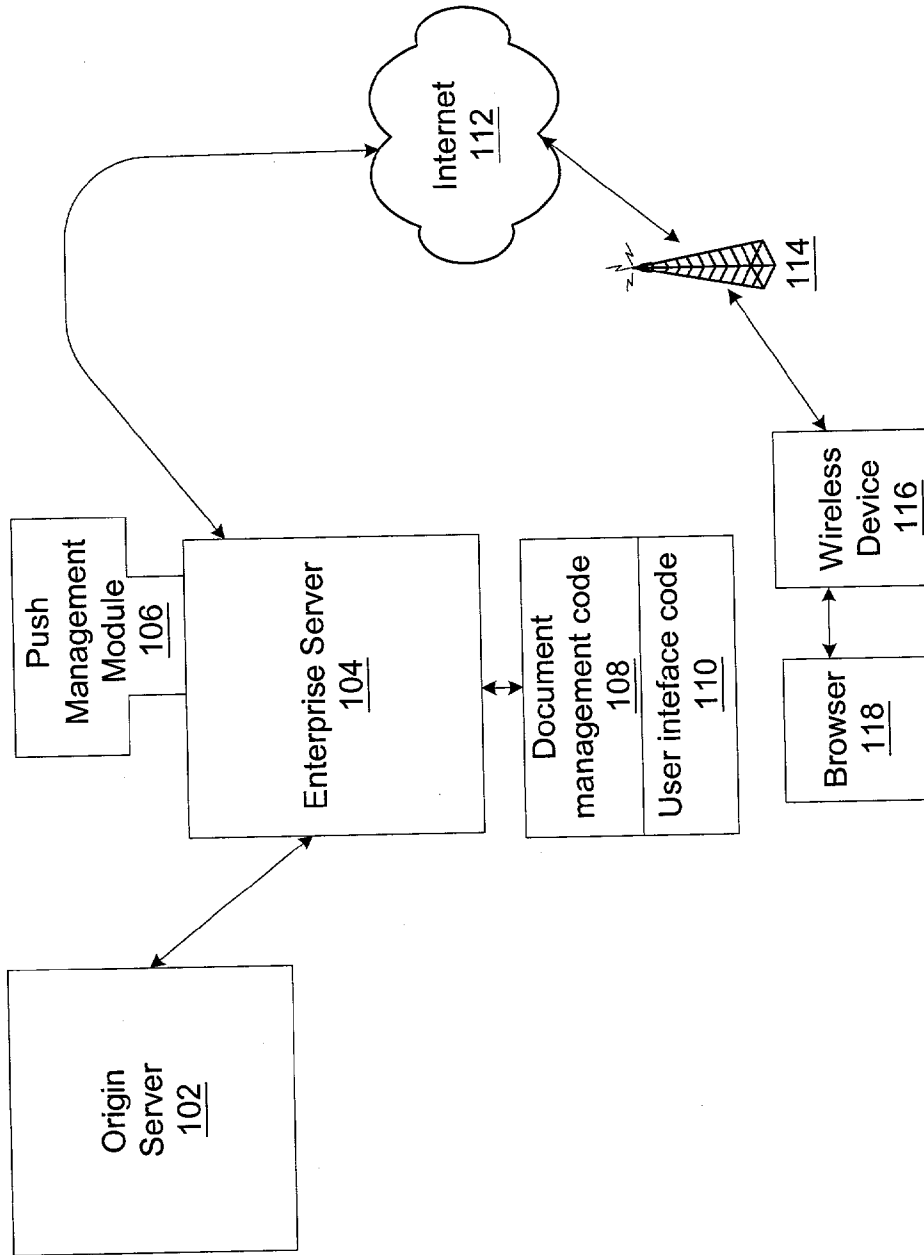 Origin
Server
102
Push
Management
Module
106
Enterprise Server
104
Document
management code
108
User inteface code
110
Internet
112
114
Wireless
Device
116
Browser
118